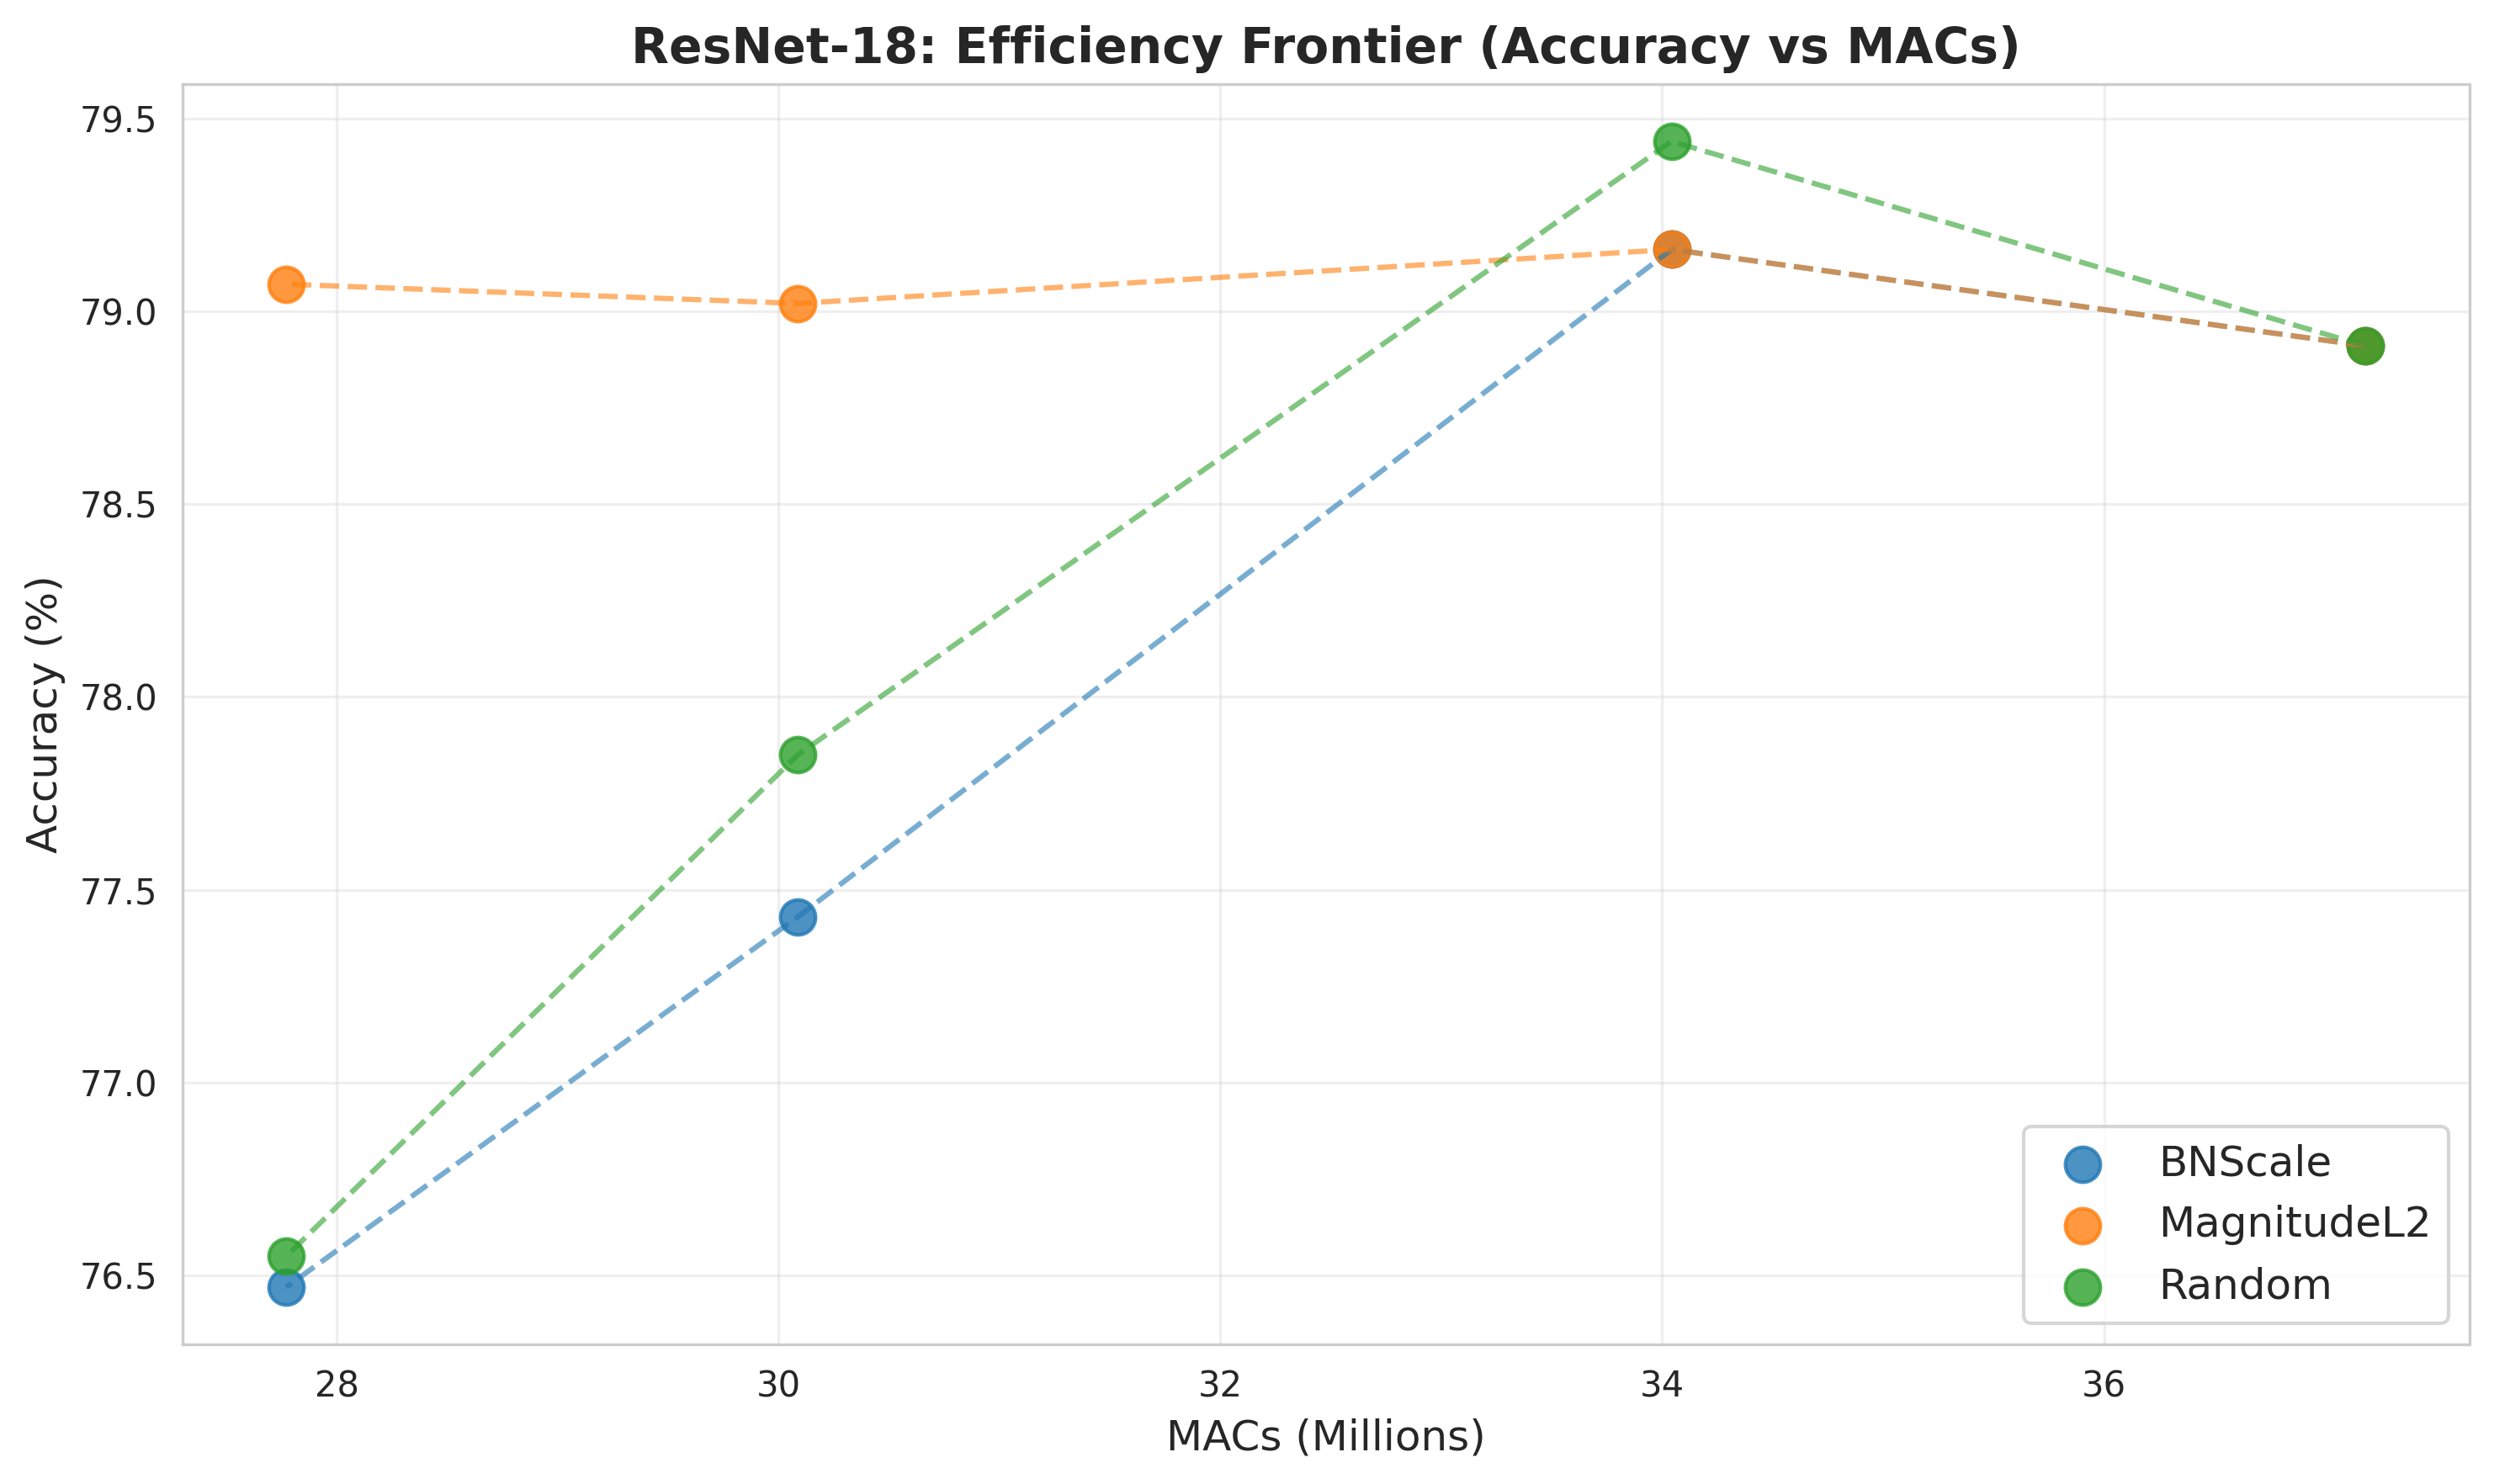 ResNet-18: Efficiency Frontier (Accuracy vs MACs)
79.5
79.0
78.5
78.0
77.5
77.0
76.5
Accuracy (%)
28
30
32
34
36
MACs (Millions)
BNScale
MagnitudeL2
Random